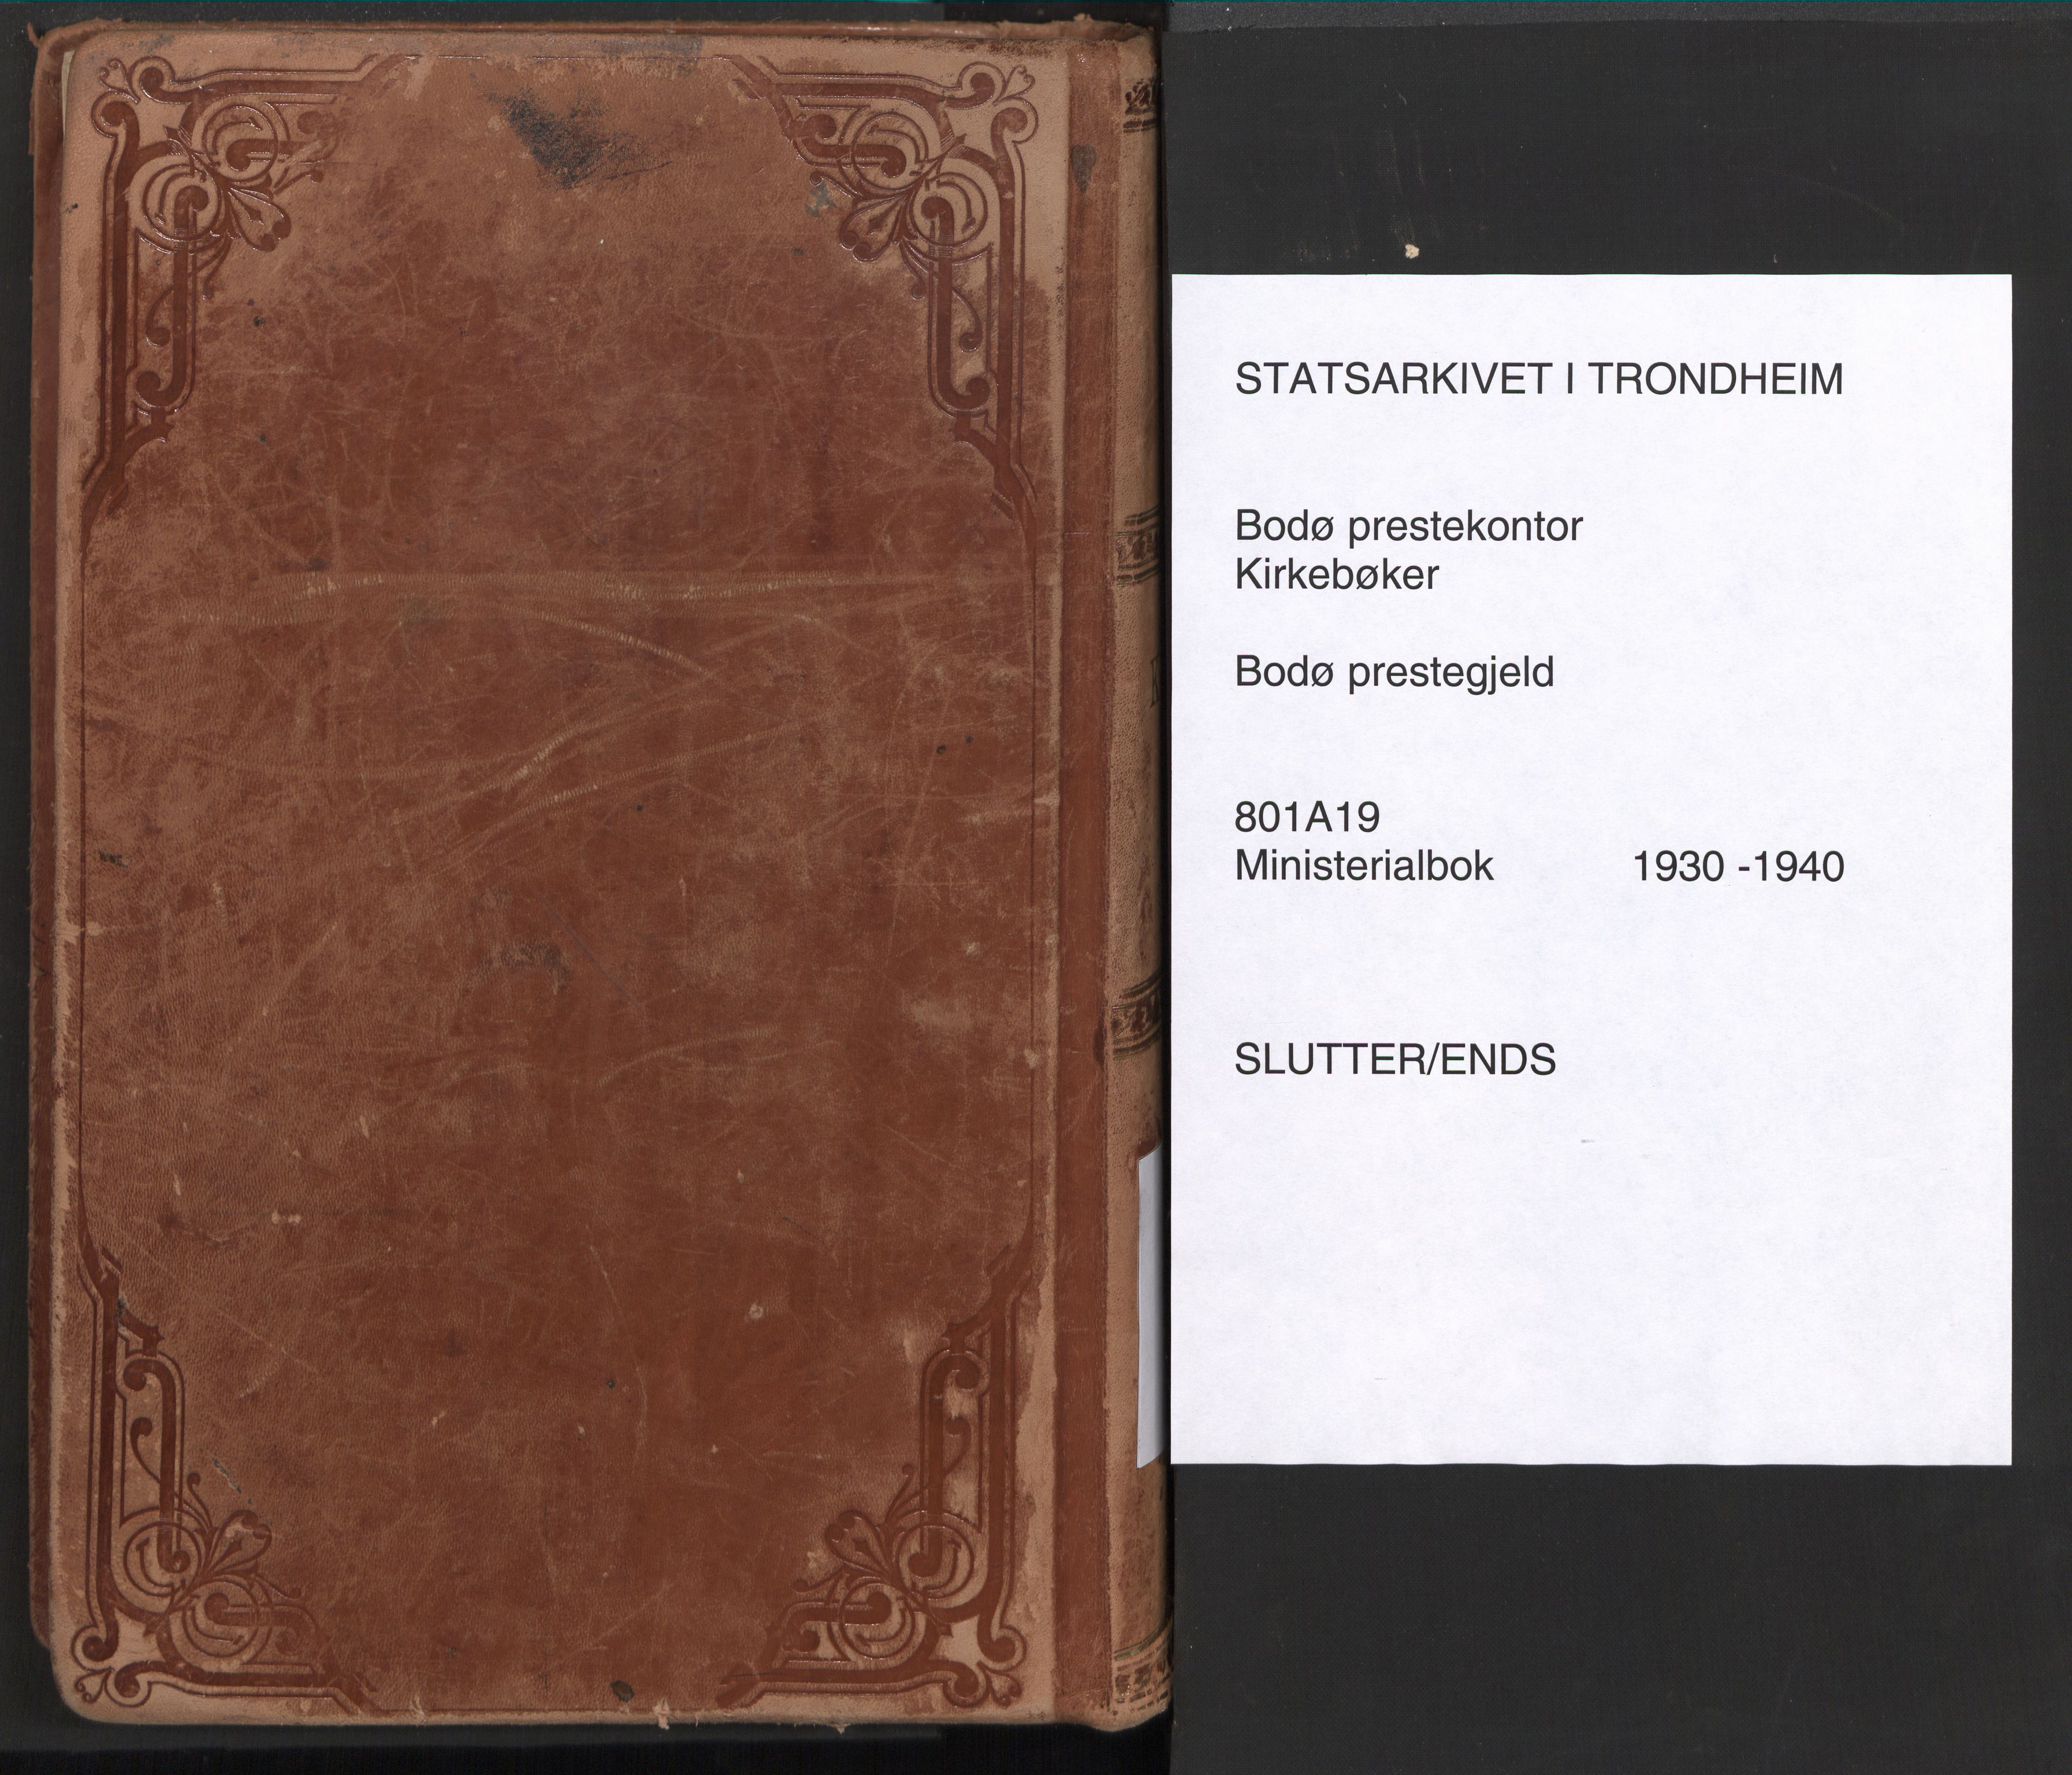 STATSARKIVET I TRONDHEIM
Bodø prestekontor
Kirkebøker
Bodø prestegjeld
801A19
Ministerialbok 1930 -1940
SLUTTER/ENDS